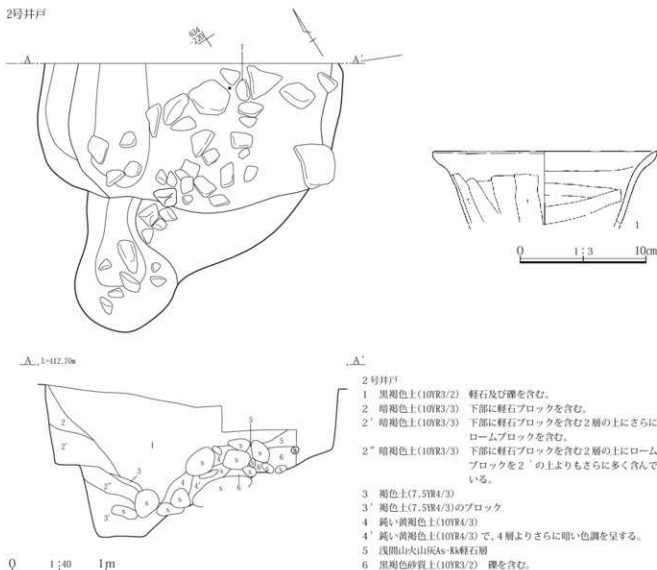 2号井戸
A
A′
1
0 1:3 10cm
A L=412.70m
A′
2号井戸
1 黒褐色土(10YR3/2) 軽石及び礫を含む。
2 暗褐色土(10YR3/3) 下部に軽石ブロックを含む。
2′ 暗褐色土(10YR3/3) 下部に軽石ブロックを含む2層の土にさらに
ロームブロックを含む。
2″ 暗褐色土(10YR3/3) 下部に軽石ブロックを含む2層の土にローム
ブロックを2′の土よりもさらに多く含んで
いる。
3 褐色土(7.5YR4/3)
3′ 褐色土(7.5YR4/3)のブロック
4 鈍い黄褐色土(10YR4/3)
4′ 鈍い黄褐色土(10YR4/3)で、4層よりさらに暗い色調を呈する。
5 浅間山火山灰As-Kk軽石層
6 黒褐色砂質土(10YR3/2) 礫を含む。
0 1:40 1m